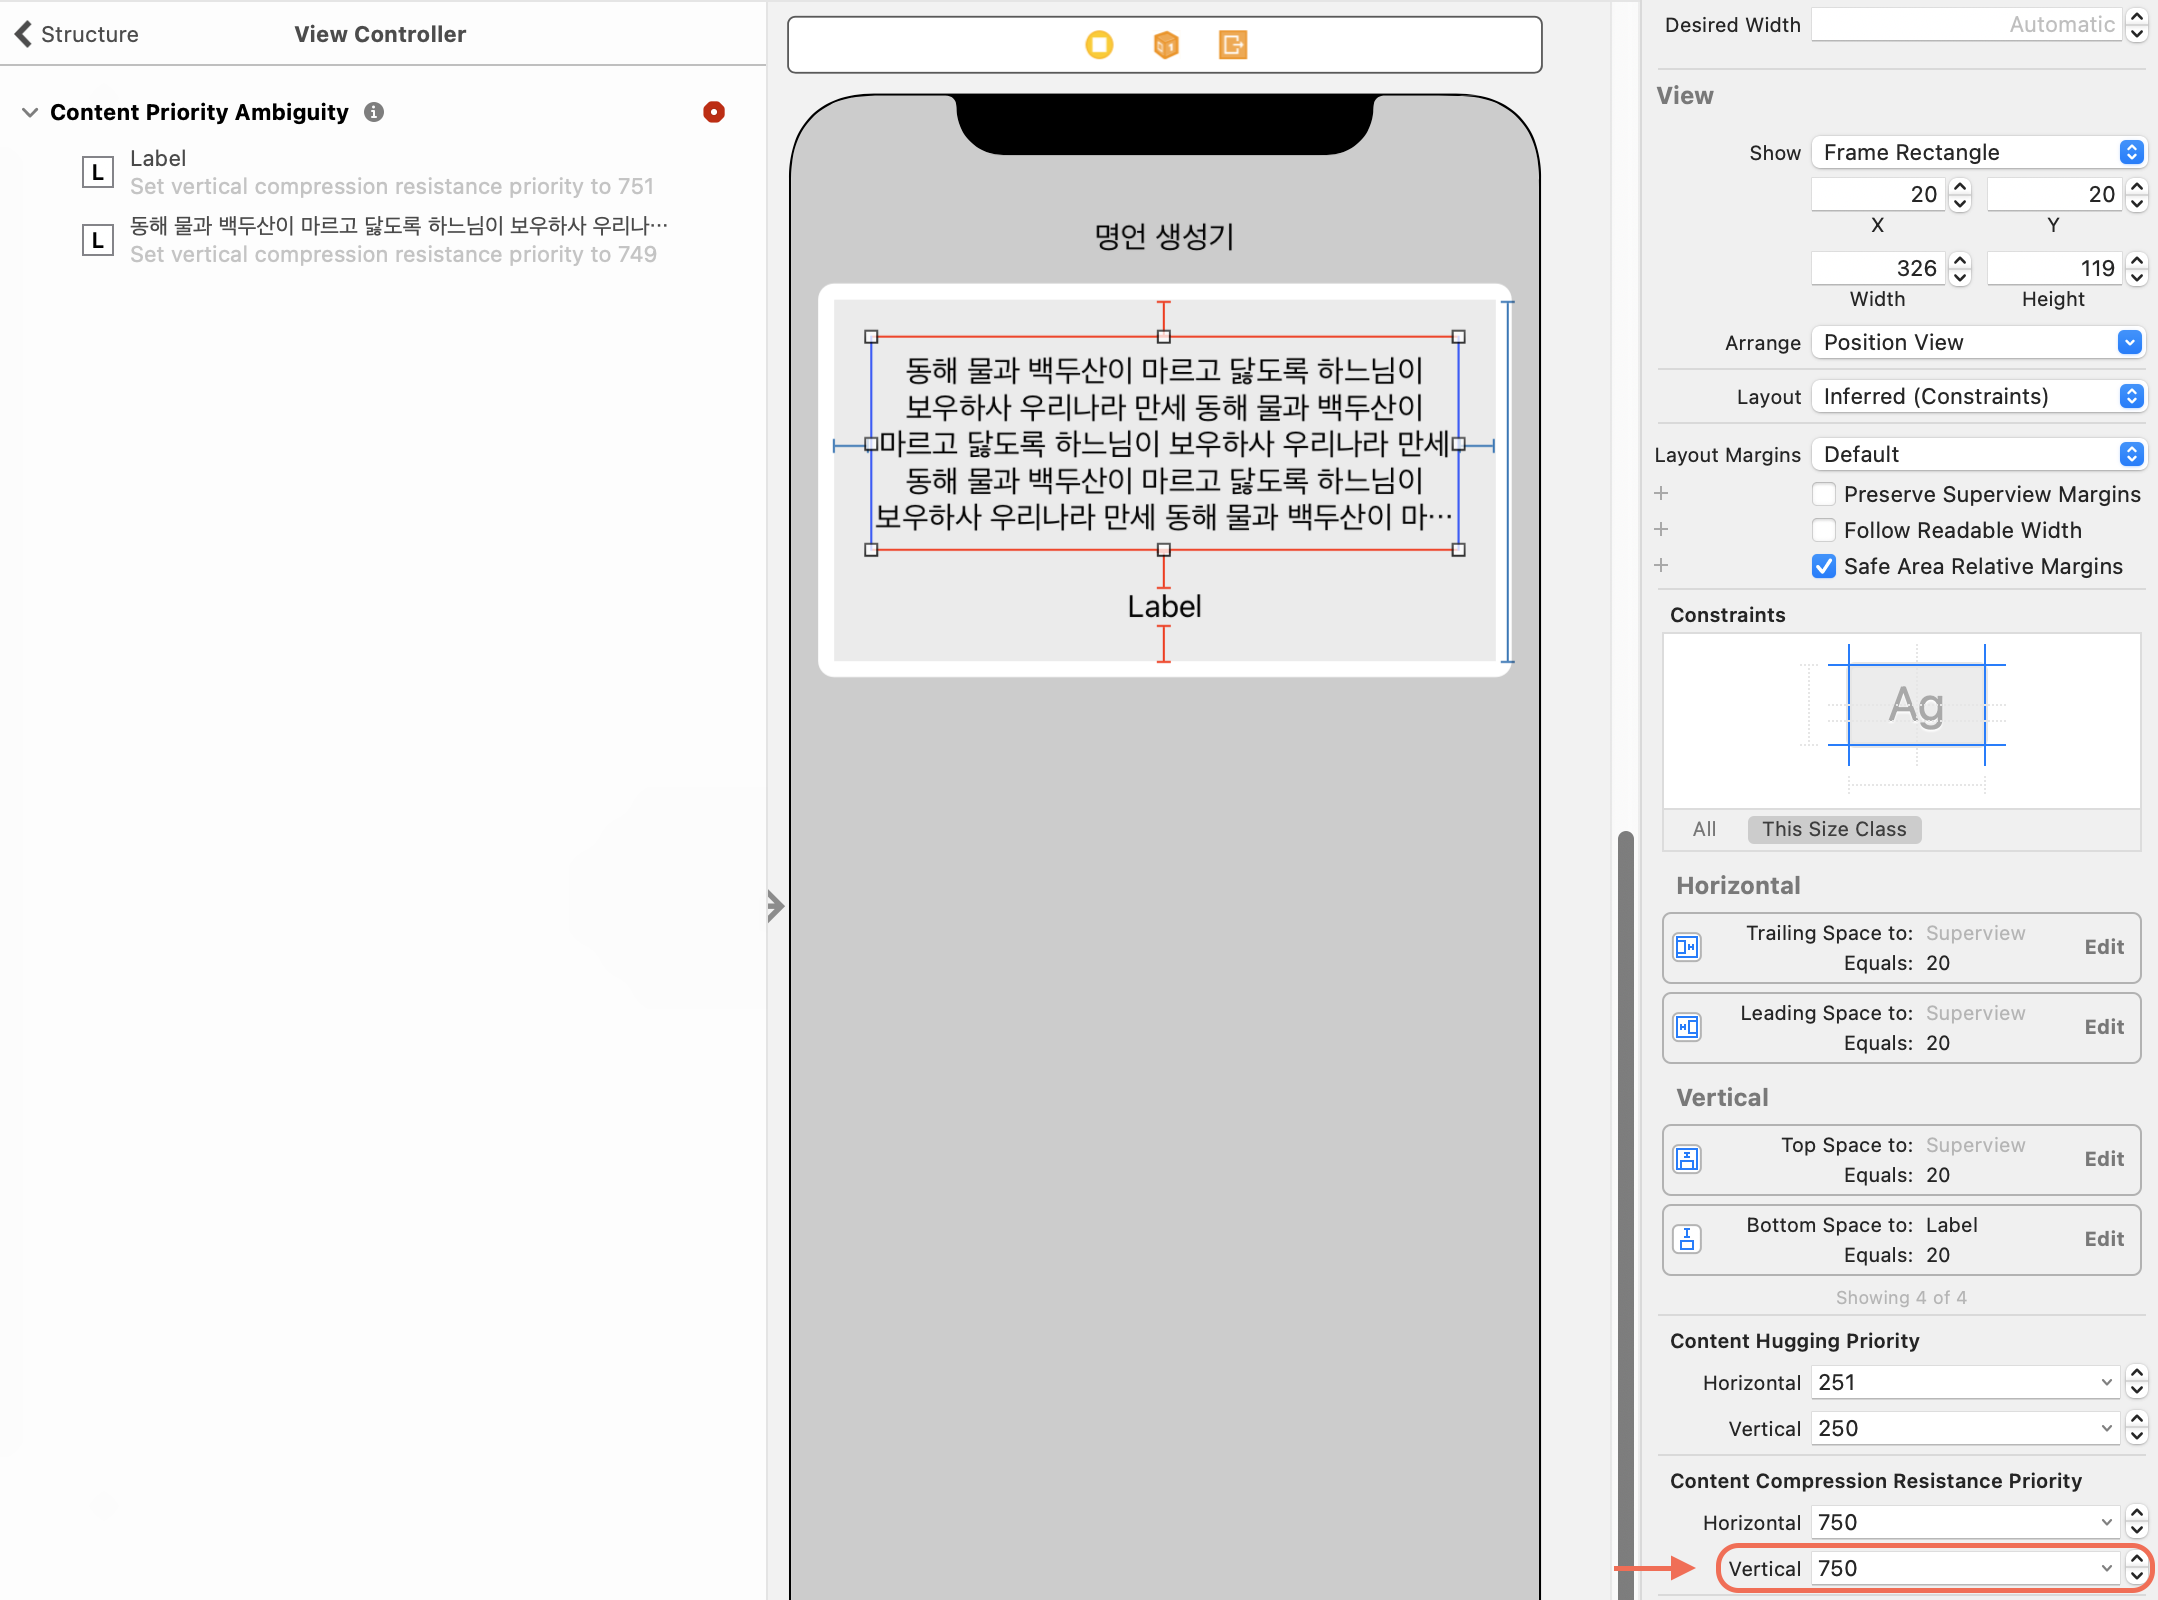 Structure
View Controller
Content Priority Ambiguity
L
Label
Set vertical compression resistance priority to 751
L
동해 물과 백두산이 마르고 닳도록 하느님이 보우하사 우리나…
Set vertical compression resistance priority to 749
명언 생성기
동해 물과 백두산이 마르고 닳도록 하느님이
보우하사 우리나라 만세 동해 물과 백두산이
마르고 닳도록 하느님이 보우하사 우리나라 만세
동해 물과 백두산이 마르고 닳도록 하느님이
보우하사 우리나라 만세 동해 물과 백두산이 마…
Label
Desired Width Automatic
View
Show Frame Rectangle
20 20
X Y
326 119
Width Height
Arrange Position View
Layout Inferred (Constraints)
Layout Margins Default
Preserve Superview Margins
Follow Readable Width
Safe Area Relative Margins
Constraints
Ag
All This Size Class
Horizontal
Trailing Space to: Superview
Equals: 20
Edit
Leading Space to: Superview
Equals: 20
Edit
Vertical
Top Space to: Superview
Equals: 20
Edit
Bottom Space to: Label
Equals: 20
Edit
Showing 4 of 4
Content Hugging Priority
Horizontal 251
Vertical 250
Content Compression Resistance Priority
Horizontal 750
Vertical 750